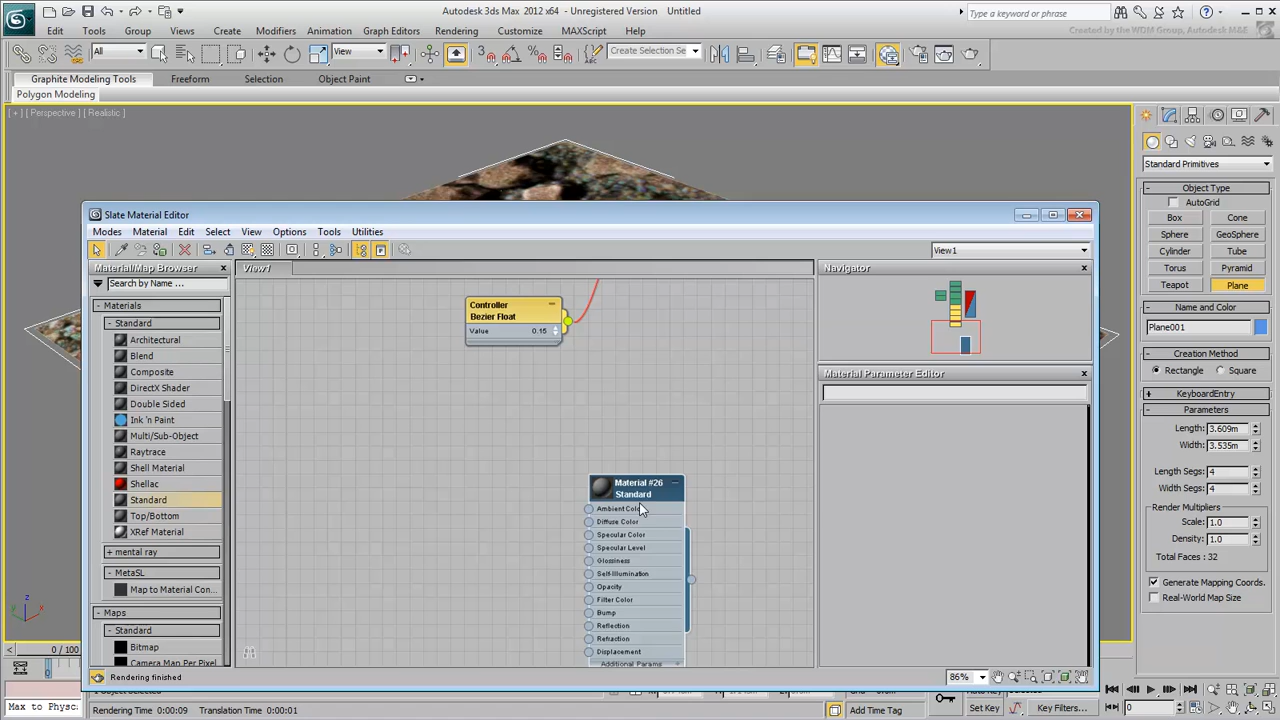 Autodesk 3ds Max 2012 x64 - Unregistered Version Untitled
Type a keyword or phrase
Edit Tools Group Views Create Modifiers Animation Graph Editors Rendering Customize MAXScript Help
Created by the WDM Group, Autodesk M&E
All View Create Selection Se
Graphite Modeling Tools Freeform Selection Object Paint
Polygon Modeling
[ + ] [ Perspective ] [ Realistic ]
Standard Primitives
Object Type
AutoGrid
Box Cone
Sphere GeoSphere
Cylinder Tube
Torus Pyramid
Teapot Plane
Name and Color
Plane001
Creation Method
Rectangle Square
KeyboardEntry
Parameters
Length: 3.609m
Width: 3.535m
Length Segs: 4
Width Segs: 4
Render Multipliers
Scale: 1.0
Density: 1.0
Total Faces: 32
Generate Mapping Coords.
Real-World Map Size
Slate Material Editor
Modes Material Edit Select View Options Tools Utilities
View1
Material/Map Browser
Search by Name ...
Materials
Standard
Architectural
Blend
Composite
DirectX Shader
Double Sided
Ink 'n Paint
Multi/Sub-Object
Raytrace
Shell Material
Shellac
Standard
Top/Bottom
XRef Material
mental ray
MetaSL
Map to Material Con...
Maps
Standard
Bitmap
Camera Map Per Pixel
View1
Controller
Bezier Float
Value 0.15
Material #26
Standard
Ambient Colo
Diffuse Color
Specular Color
Specular Level
Glossiness
Self-Illumination
Opacity
Filter Color
Bump
Reflection
Refraction
Displacement
Additional Params
Navigator
Material Parameter Editor
Rendering finished
86%
0 / 100
0
z
x
Max to Physc
Rendering Time 0:00:09 Translation Time 0:00:01
Add Time Tag
Set Key
Key Filters...
0